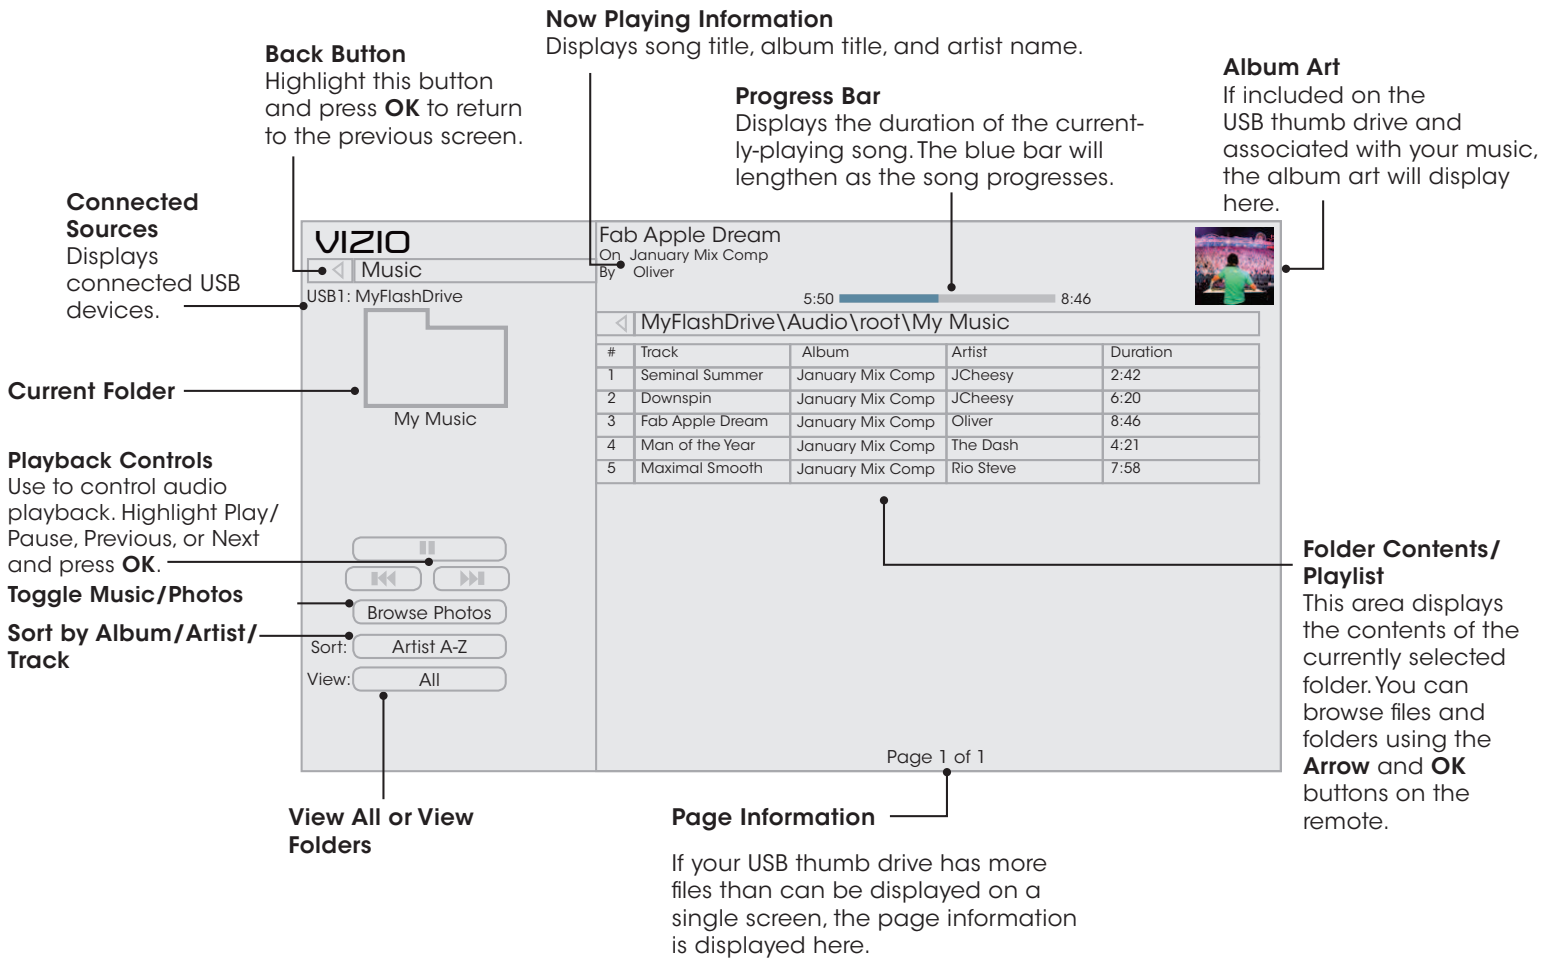 Now Playing Information
Displays song title, album title, and artist name.
Back Button
Highlight this button
and press OK to return
to the previous screen.
Progress Bar
Displays the duration of the current-
ly-playing song. The blue bar will
lengthen as the song progresses.
Album Art
If included on the
USB thumb drive and
associated with your music,
the album art will display
here.
Connected
Sources
Displays
connected USB
devices.
Current Folder
Playback Controls
Use to control audio
playback. Highlight Play/
Pause, Previous, or Next
and press OK.
Toggle Music/Photos
Sort by Album/Artist/
Track
VIZIO
Music
USB1: MyFlashDrive
My Music
Browse Photos
Sort: Artist A-Z
View: All
Fab Apple Dream
On January Mix Comp
By Oliver
5:50 8:46
MyFlashDrive\Audio\root\My Music
# Track Album Artist Duration
1 Seminal Summer January Mix Comp JCheesy 2:42
2 Downspin January Mix Comp JCheesy 6:20
3 Fab Apple Dream January Mix Comp Oliver 8:46
4 Man of the Year January Mix Comp The Dash 4:21
5 Maximal Smooth January Mix Comp Rio Steve 7:58
Page 1 of 1
Folder Contents/
Playlist
This area displays
the contents of the
currently selected
folder. You can
browse files and
folders using the
Arrow and OK
buttons on the
remote.
View All or View
Folders
Page Information
If your USB thumb drive has more
files than can be displayed on a
single screen, the page information
is displayed here.